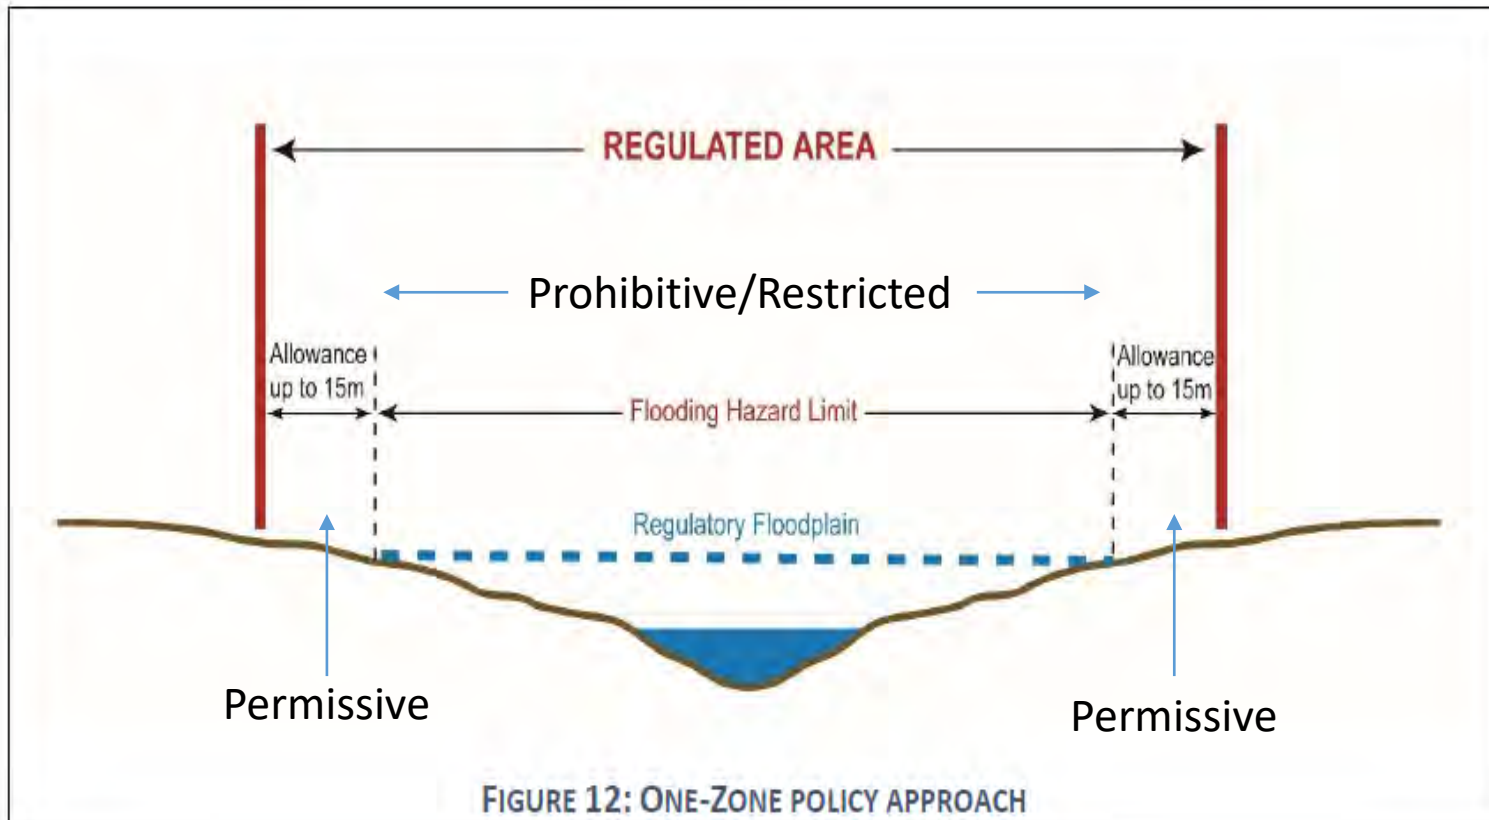 REGULATED AREA
Prohibitive/Restricted
Allowance
up to 15m
Allowance
up to 15m
Flooding Hazard Limit
Regulatory Floodplain
Permissive
Permissive
FIGURE 12: ONE-ZONE POLICY APPROACH